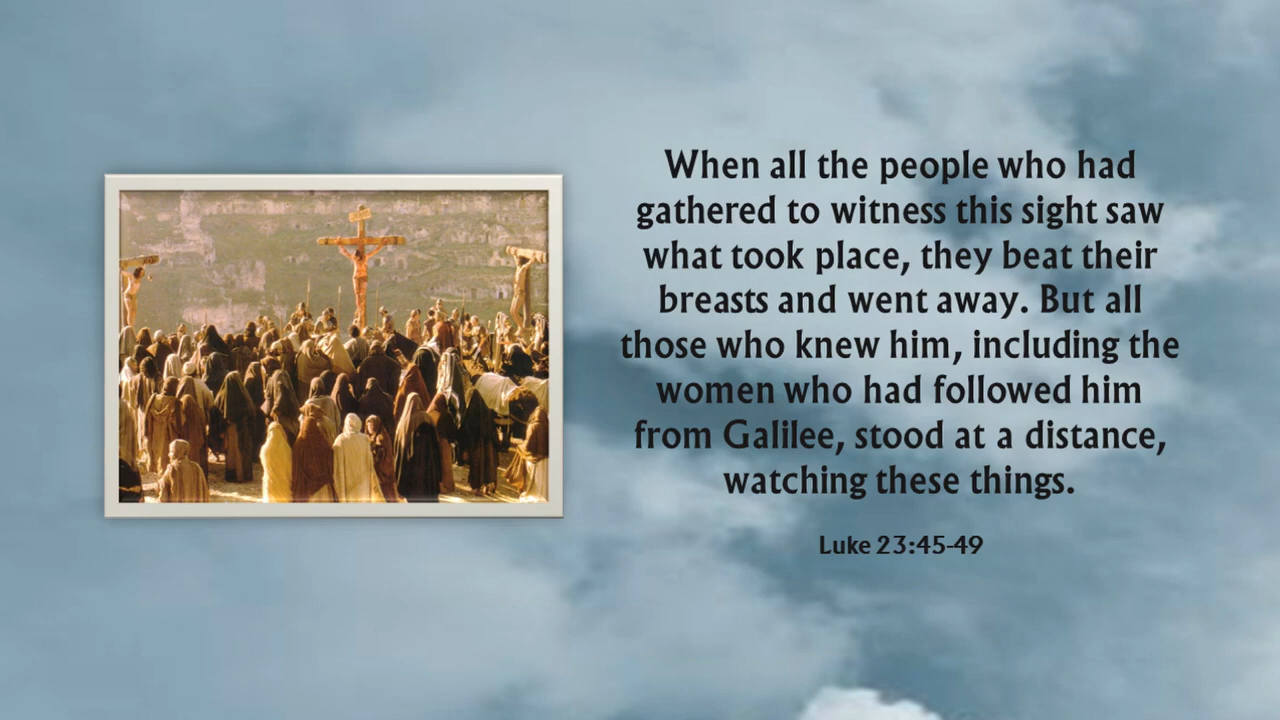 When all the people who had
gathered to witness this sight saw
what took place, they beat their
breasts and went away. But all
those who knew him, including the
women who had followed him
from Galilee, stood at a distance,
watching these things.
Luke 23:45-49